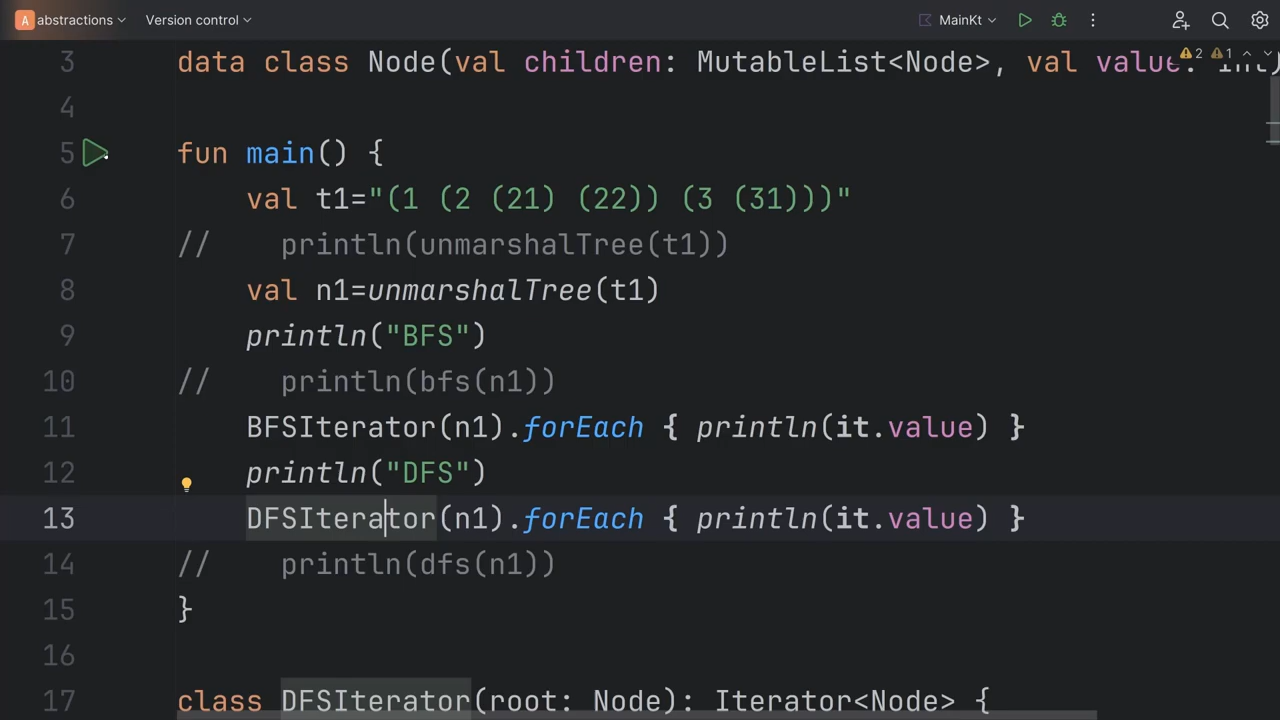 A abstractions Version control MainKt
3 data class Node(val children: MutableList<Node>, val value: Int)
2 1
4
5 fun main() {
6 val t1="(1 (2 (21) (22)) (3 (31)))"
7 // println(unmarshalTree(t1))
8 val n1=unmarshalTree(t1)
9 println("BFS")
10 // println(bfs(n1))
11 BFSIterator(n1).forEach { println(it.value) }
12 println("DFS")
13 DFSIterator(n1).forEach { println(it.value) }
14 // println(dfs(n1))
15 }
16
17 class DFSIterator(root: Node): Iterator<Node> {